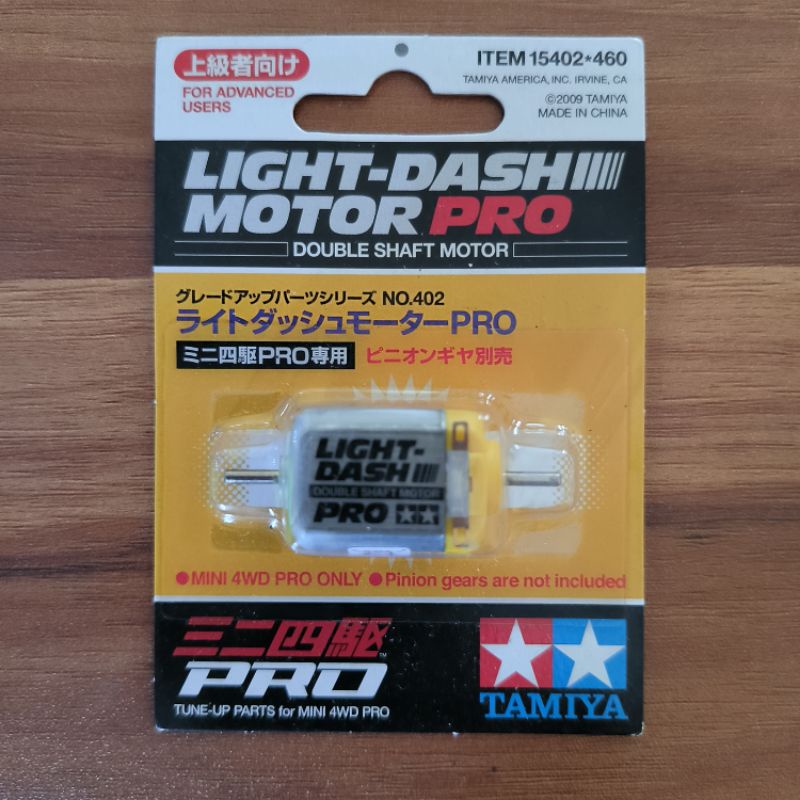 上級者向け
FOR ADVANCED
USERS
ITEM 15402*460
TAMIYA AMERICA, INC. IRVINE, CA
©2009 TAMIYA
MADE IN CHINA
LIGHT-DASH
MOTOR PRO
DOUBLE SHAFT MOTOR
グレードアップパーツシリーズ NO.402
ライトダッシュモーターPRO
ミニ四駆PRO専用 ピニオンギヤ別売
LIGHT-
DASH
DOUBLE SHAFT MOTOR
PRO
●MINI 4WD PRO ONLY ●Pinion gears are not included
ミニ四駆™
PRO
TUNE-UP PARTS for MINI 4WD PRO
TAMIYA